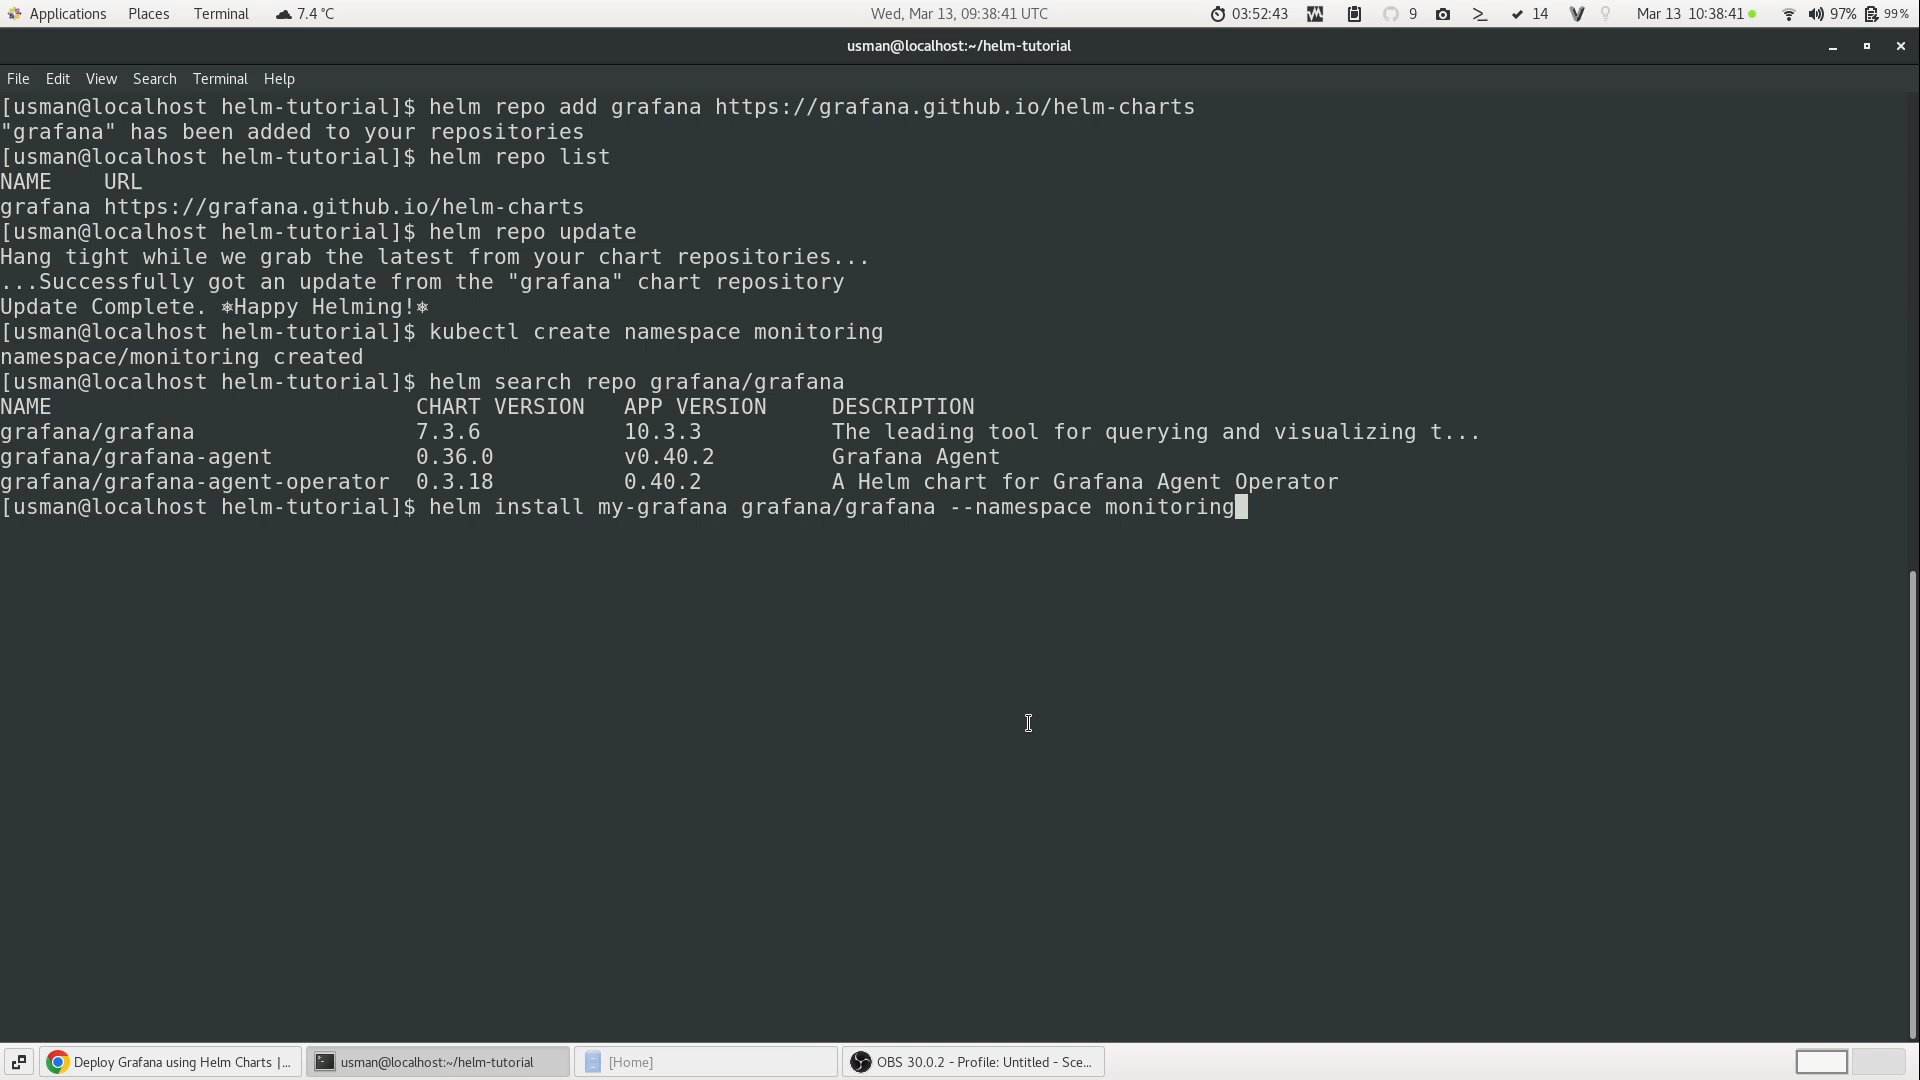 Applications Places Terminal 7.4 °C Wed, Mar 13, 09:38:41 UTC 03:52:43 9 14 Mar 13 10:38:41 97% 99%
usman@localhost:~/helm-tutorial
File Edit View Search Terminal Help
[usman@localhost helm-tutorial]$ helm repo add grafana https://grafana.github.io/helm-charts
"grafana" has been added to your repositories
[usman@localhost helm-tutorial]$ helm repo list
NAME    URL
grafana https://grafana.github.io/helm-charts
[usman@localhost helm-tutorial]$ helm repo update
Hang tight while we grab the latest from your chart repositories...
...Successfully got an update from the "grafana" chart repository
Update Complete. ⎈Happy Helming!⎈
[usman@localhost helm-tutorial]$ kubectl create namespace monitoring
namespace/monitoring created
[usman@localhost helm-tutorial]$ helm search repo grafana/grafana
NAME                            CHART VERSION   APP VERSION     DESCRIPTION
grafana/grafana                 7.3.6           10.3.3          The leading tool for querying and visualizing t...
grafana/grafana-agent           0.36.0          v0.40.2         Grafana Agent
grafana/grafana-agent-operator  0.3.18          0.40.2          A Helm chart for Grafana Agent Operator
[usman@localhost helm-tutorial]$ helm install my-grafana grafana/grafana --namespace monitoring
Deploy Grafana using Helm Charts |... usman@localhost:~/helm-tutorial [Home] OBS 30.0.2 - Profile: Untitled - Sce...